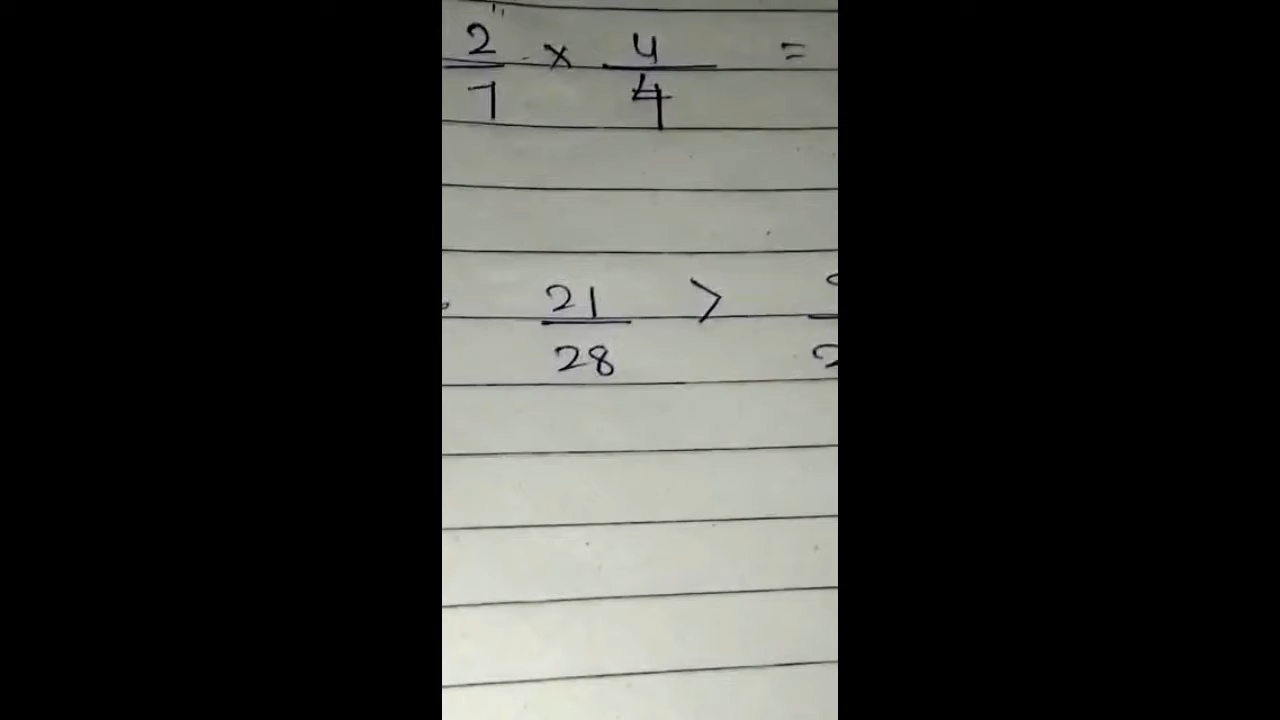 2/7 × 4/4 =
21/28 >